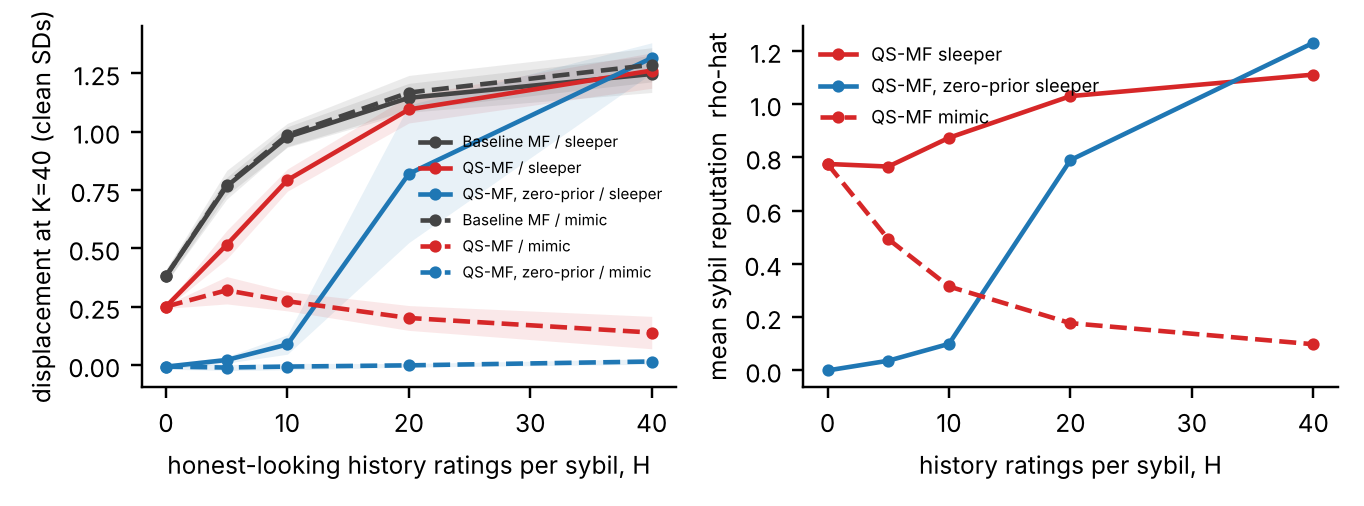 displacement at K=40 (clean SDs)
1.25
1.00
0.75
0.50
0.25
0.00
0
10
20
30
40
honest-looking history ratings per sybil, H
Baseline MF / sleeper
QS-MF / sleeper
QS-MF, zero-prior / sleeper
Baseline MF / mimic
QS-MF / mimic
QS-MF, zero-prior / mimic
mean sybil reputation rho-hat
1.2
1.0
0.8
0.6
0.4
0.2
0.0
0
10
20
30
40
history ratings per sybil, H
QS-MF sleeper
QS-MF, zero-prior sleeper
QS-MF mimic